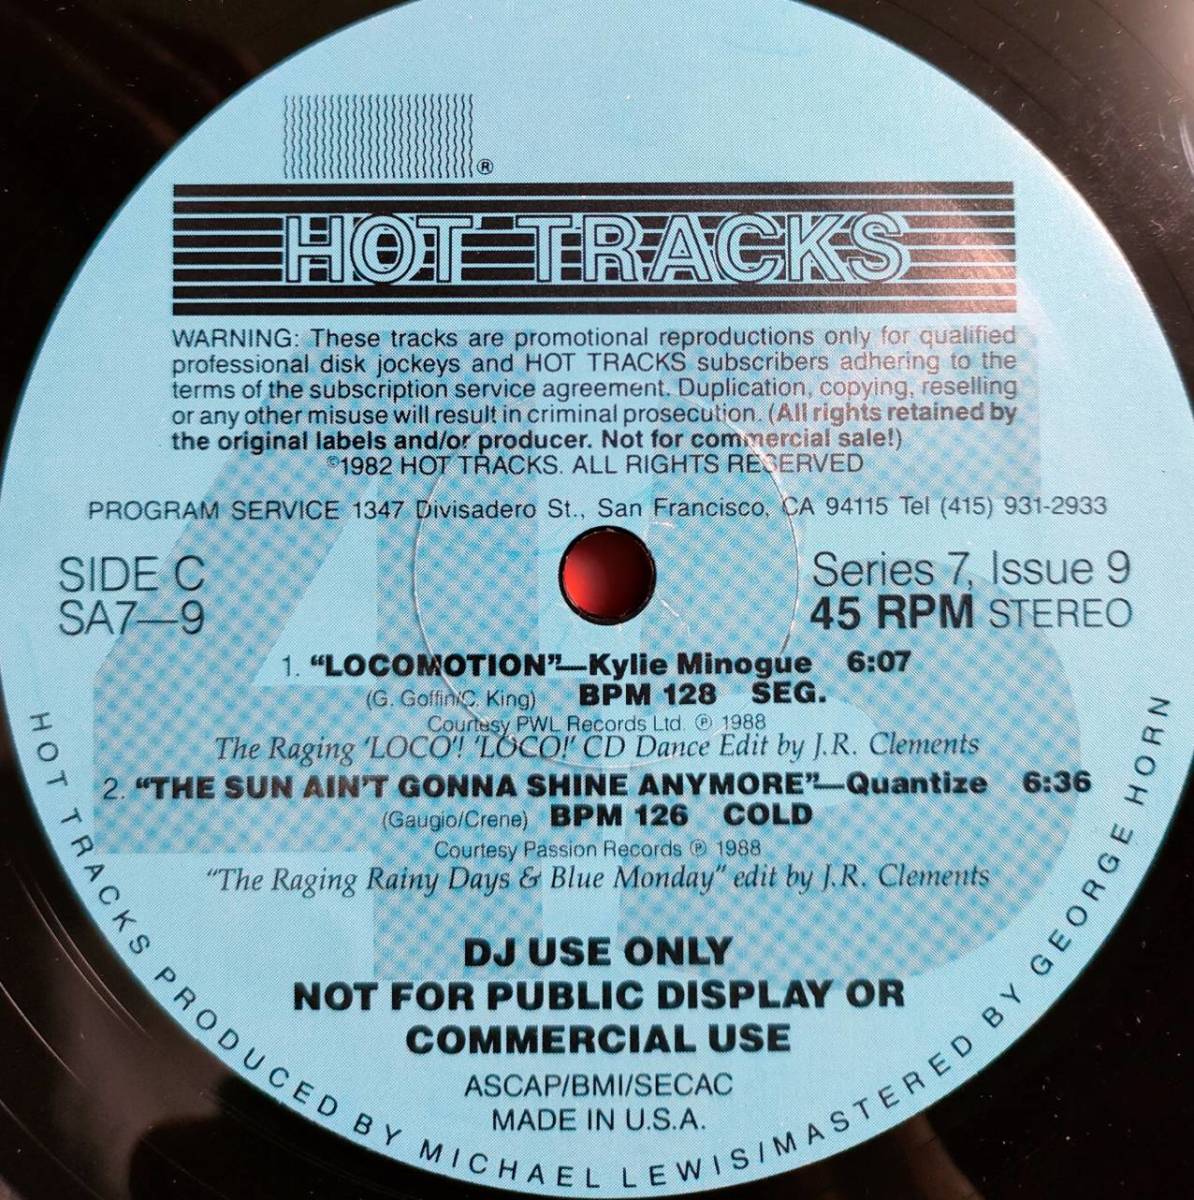 ®
HOT TRACKS
WARNING: These tracks are promotional reproductions only for qualified
professional disk jockeys and HOT TRACKS subscribers adhering to the
terms of the subscription service agreement. Duplication, copying, reselling
or any other misuse will result in criminal prosecution. (All rights retained by
the original labels and/or producer. Not for commercial sale!)
©1982 HOT TRACKS. ALL RIGHTS RESERVED
PROGRAM SERVICE 1347 Divisadero St., San Francisco, CA 94115 Tel (415) 931-2933
SIDE C
SA7—9
Series 7, Issue 9
45 RPM STEREO
1. “LOCOMOTION”—Kylie Minogue 6:07
(G. Goffin/C. King) BPM 128 SEG.
Courtesy PWL Records Ltd. ℗ 1988
The Raging ‘LOCO’! ‘LOCO!’ CD Dance Edit by J.R. Clements
2. “THE SUN AIN’T GONNA SHINE ANYMORE”—Quantize 6:36
(Gaugio/Crene) BPM 126 COLD
Courtesy Passion Records ℗ 1988
“The Raging Rainy Days & Blue Monday” edit by J.R. Clements
DJ USE ONLY
NOT FOR PUBLIC DISPLAY OR
COMMERCIAL USE
ASCAP/BMI/SECAC
MADE IN U.S.A.
HOT TRACKS PRODUCED BY MICHAEL LEWIS/MASTERED BY GEORGE HORN